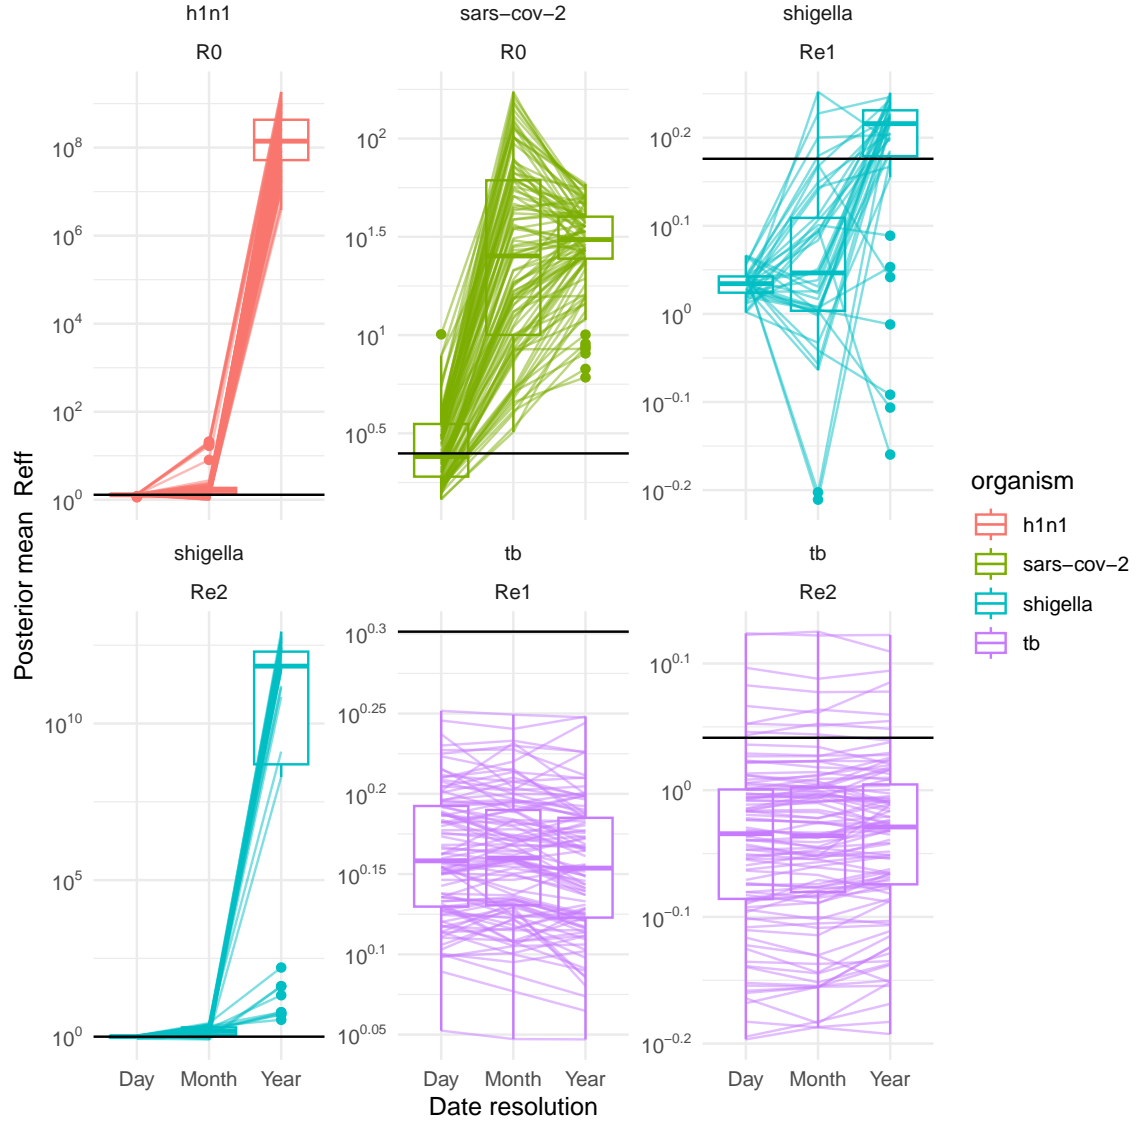 h1n1
R0
sars−cov−2
R0
shigella
Re1
10^8
10^6
10^4
10^2
10^0
10^2
10^1.5
10^1
10^0.5
10^0.2
10^0.1
10^0
10^−0.1
10^−0.2
Posterior mean Reff
shigella
Re2
tb
Re1
tb
Re2
10^10
10^5
10^0
10^0.3
10^0.25
10^0.2
10^0.15
10^0.1
10^0.05
10^0.1
10^0
10^−0.1
10^−0.2
Day Month Year
Day Month Year
Day Month Year
Date resolution
organism
h1n1
sars−cov−2
shigella
tb